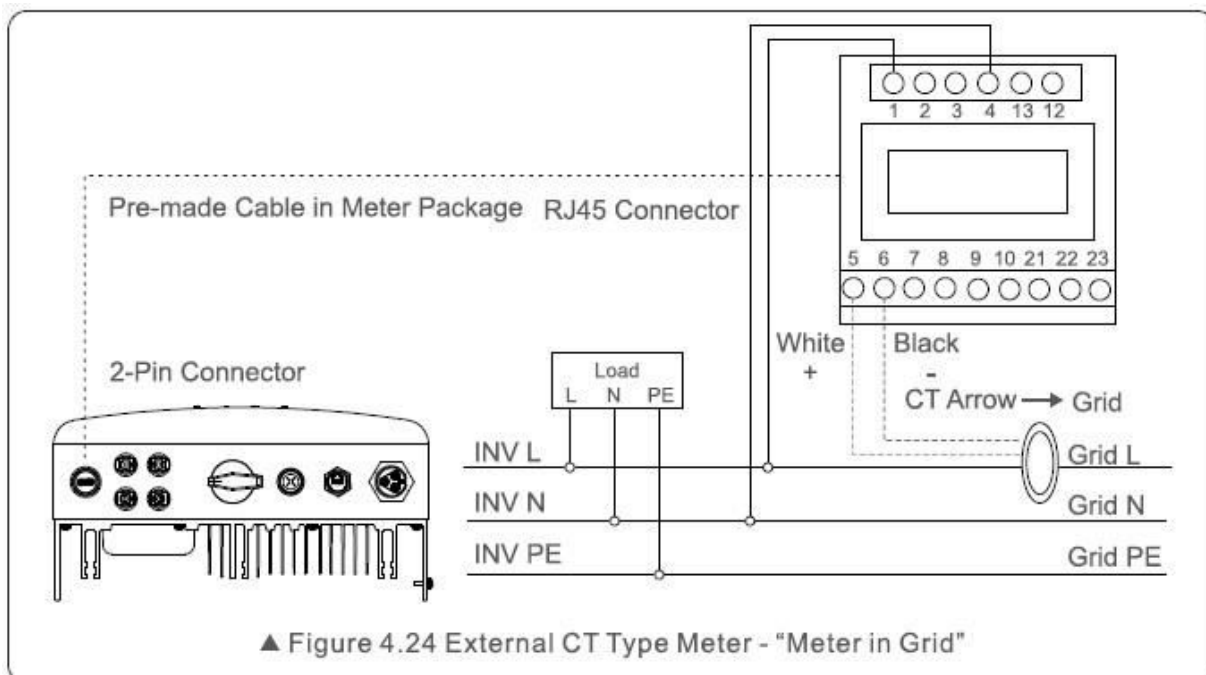 1 2 3 4 13 12
Pre-made Cable in Meter Package RJ45 Connector
5 6 7 8 9 10 21 22 23
White Black
+ -
2-Pin Connector
Load
L N PE
CT Arrow → Grid
INV L Grid L
INV N Grid N
INV PE Grid PE
▲ Figure 4.24 External CT Type Meter - “Meter in Grid”